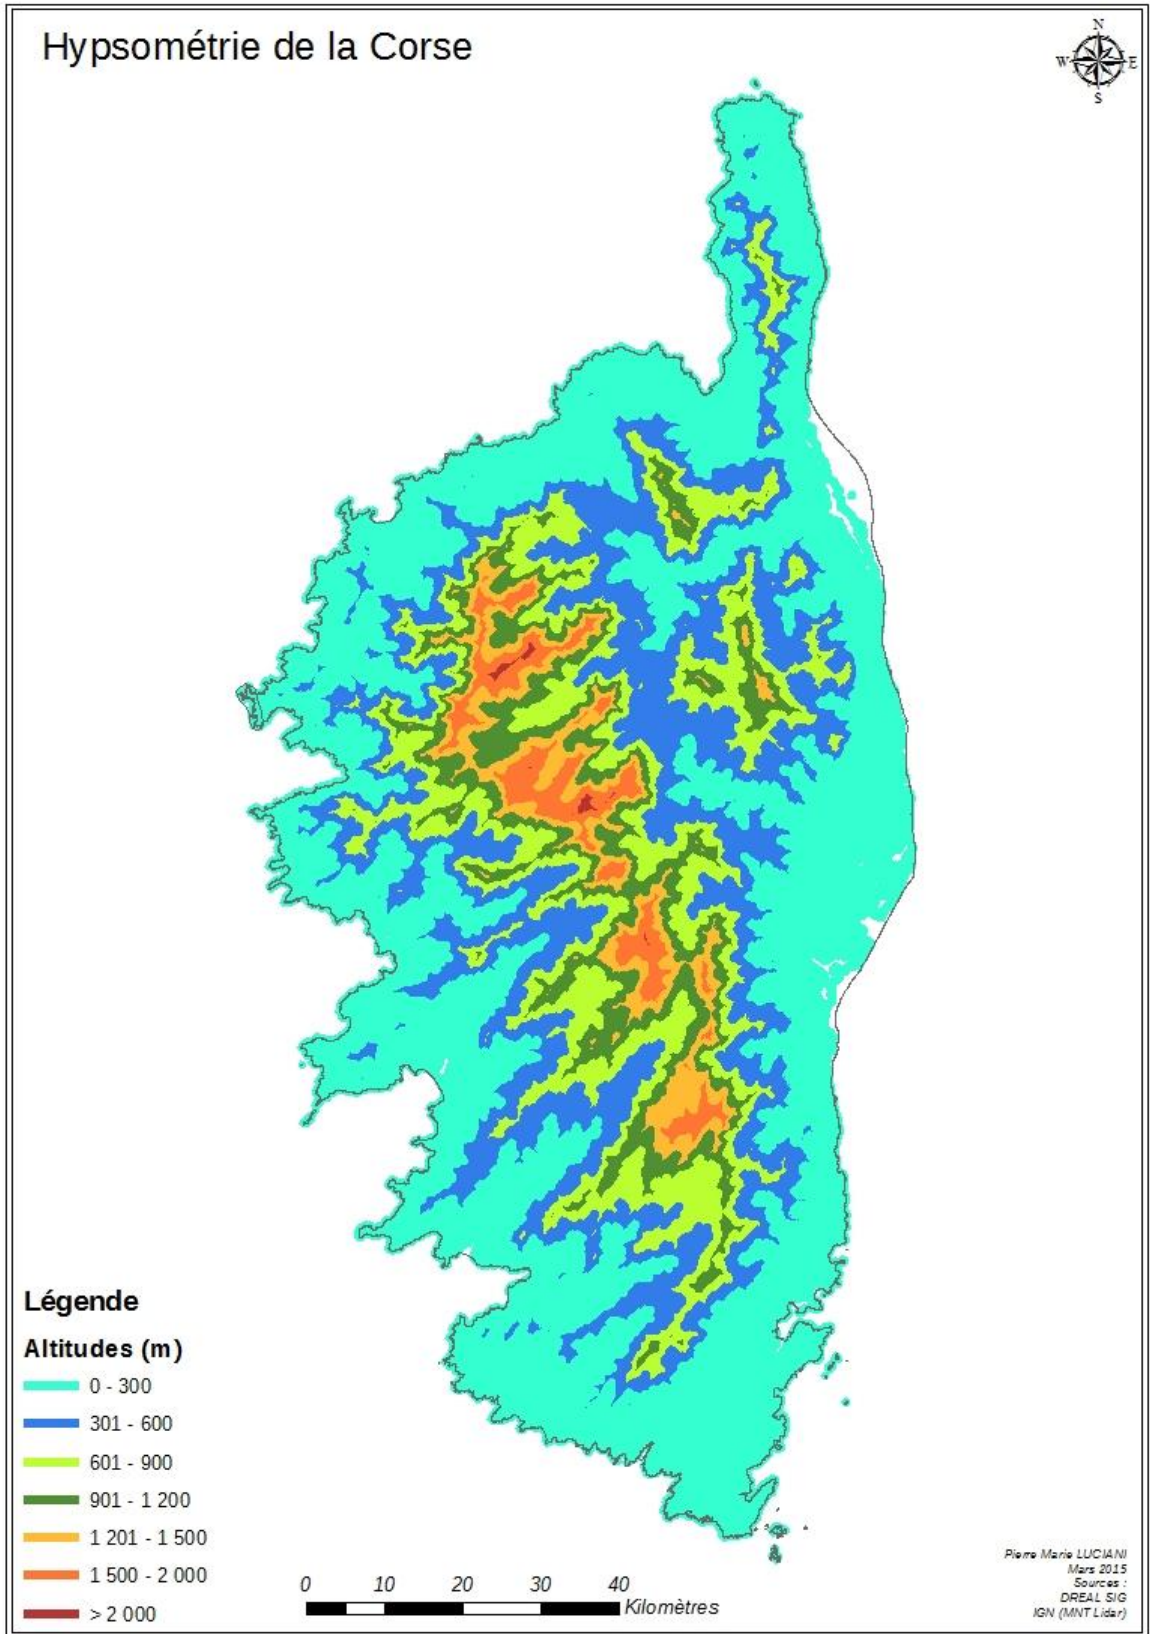 Hypsométrie de la Corse
N
W E
S
Légende
Altitudes (m)
0 - 300
301 - 600
601 - 900
901 - 1 200
1 201 - 1 500
1 500 - 2 000
> 2 000
0 10 20 30 40
Kilomètres
Pierre Marie LUCIANI
Mars 2015
Sources :
DREAL SIG
IGN (MNT Lidar)